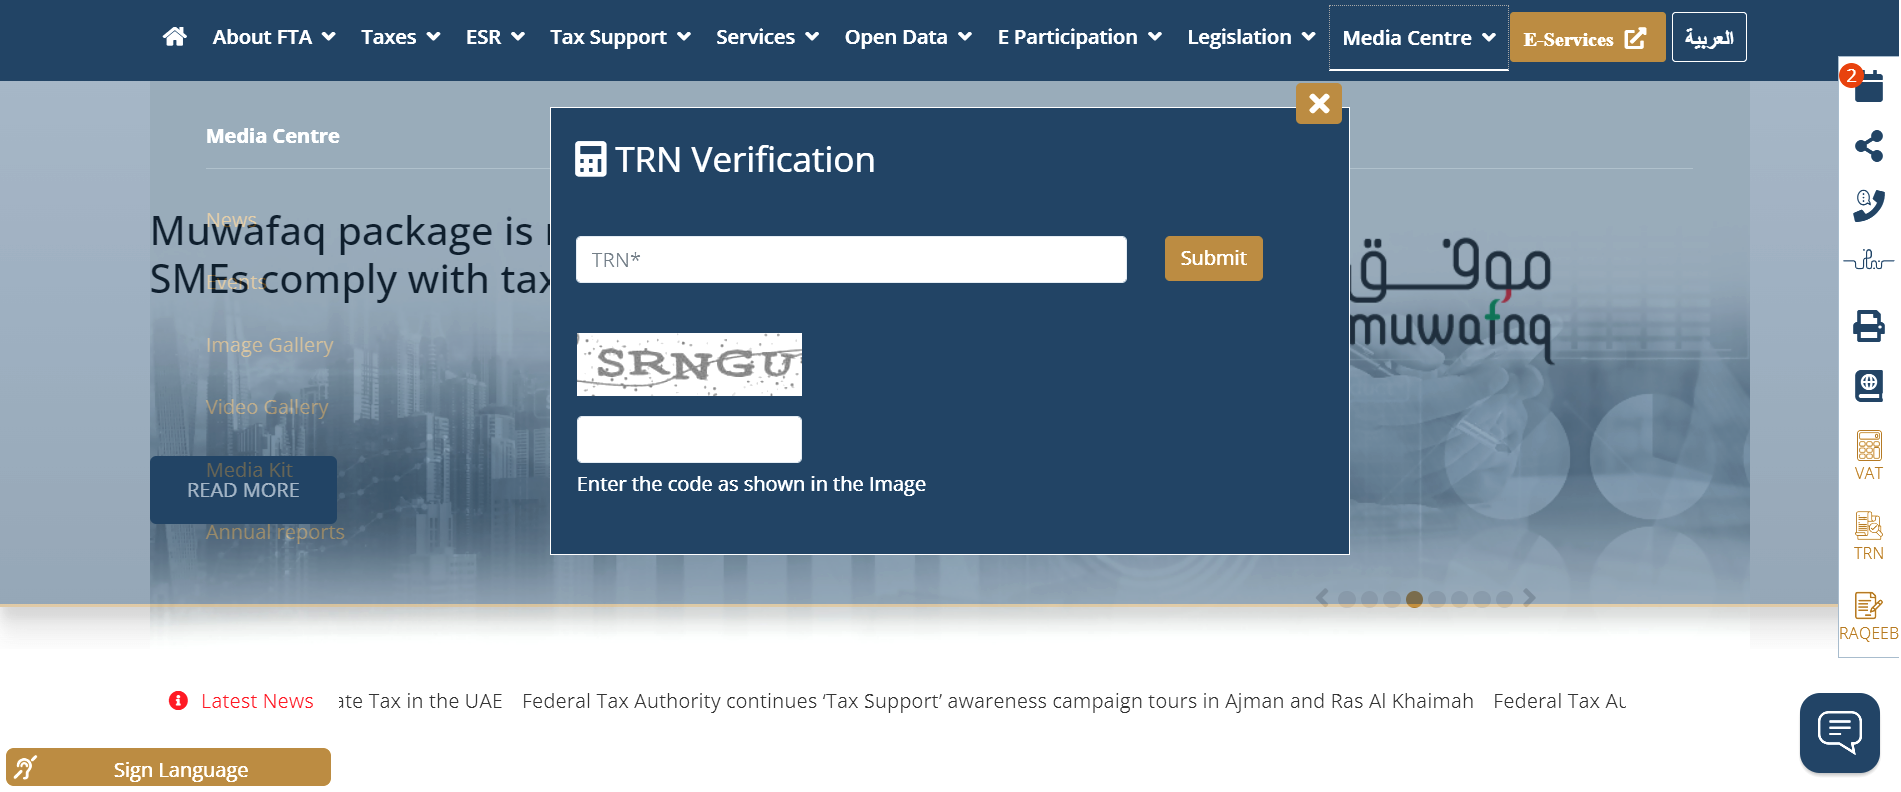 About FTA
Taxes
ESR
Tax Support
Services
Open Data
E Participation
Legislation
Media Centre
E-Services
العربية
2
Media Centre
TRN Verification
News
Muwafaq package is
SMEs comply with tax
Events
TRN*
Submit
موفق
muwafaq
Image Gallery
SRNGU
Video Gallery
Media Kit
READ MORE
Enter the code as shown in the Image
Annual reports
VAT
TRN
RAQEEB
Latest News
ate Tax in the UAE Federal Tax Authority continues ‘Tax Support’ awareness campaign tours in Ajman and Ras Al Khaimah Federal Tax Au
Sign Language